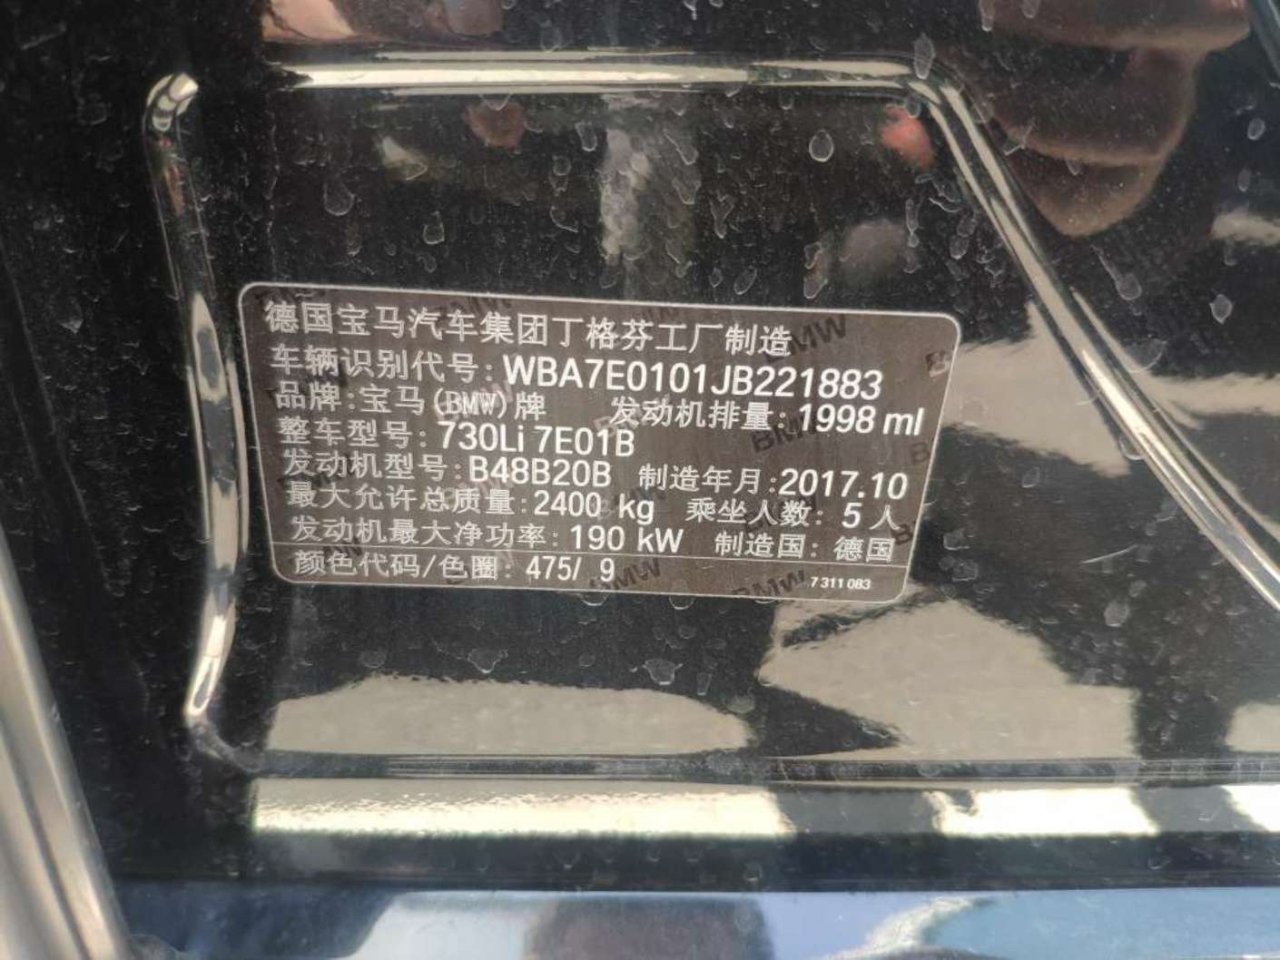 德国宝马汽车集团丁格芬工厂制造
车辆识别代号: WBA7E0101JB221883
品牌:宝马(BMW)牌 发动机排量: 1998 ml
整车型号: 730Li 7E01B
发动机型号: B48B20B 制造年月: 2017.10
最大允许总质量: 2400 kg 乘坐人数: 5 人
发动机最大净功率: 190 kW 制造国: 德国
颜色代码/色圈: 475/ 9 7 311 083